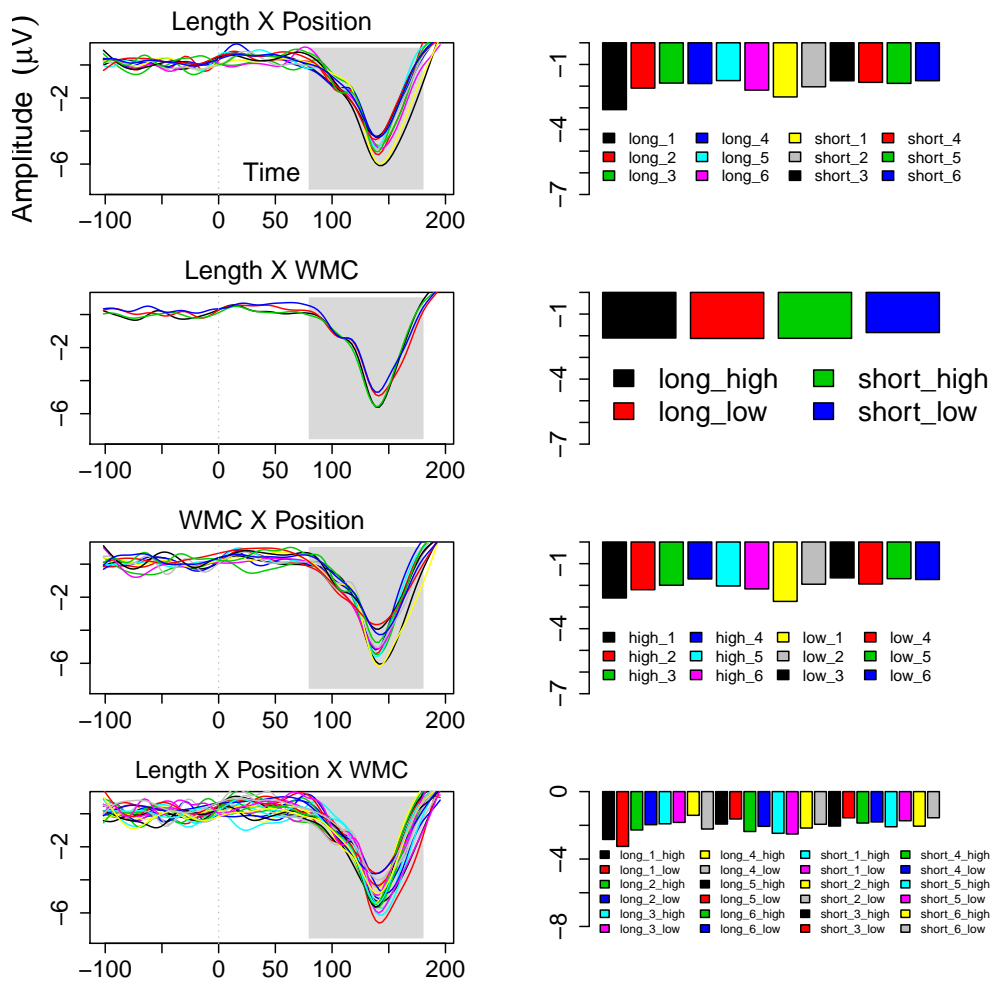 Length X Position
Amplitude (μV)
−2
−6
Time
−100 0 50 100 150 200
−1
−4
−7
long_1 long_4 short_1 short_4
long_2 long_5 short_2 short_5
long_3 long_6 short_3 short_6
Length X WMC
−2
−6
−100 0 50 100 150 200
−1
−4
−7
long_high short_high
long_low short_low
WMC X Position
−2
−6
−100 0 50 100 150 200
−1
−4
−7
high_1 high_4 low_1 low_4
high_2 high_5 low_2 low_5
high_3 high_6 low_3 low_6
Length X Position X WMC
−2
−6
−100 0 50 100 150 200
0
−4
−8
long_1_high long_4_high short_1_high short_4_high
long_1_low long_4_low short_1_low short_4_low
long_2_high long_5_high short_2_high short_5_high
long_2_low long_5_low short_2_low short_5_low
long_3_high long_6_high short_3_high short_6_high
long_3_low long_6_low short_3_low short_6_low